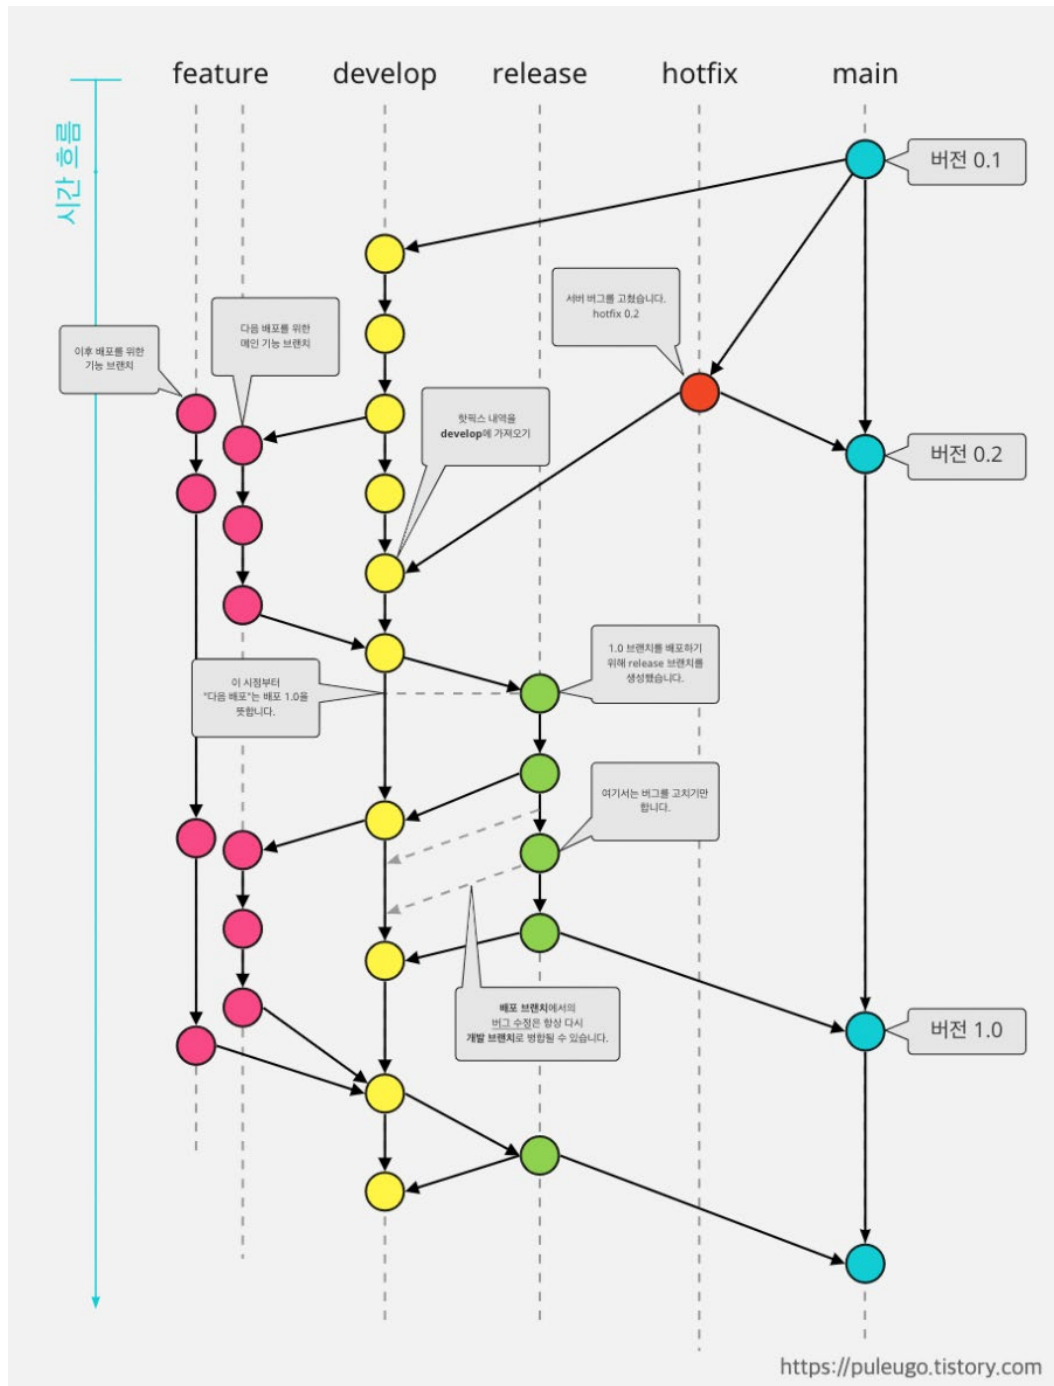 feature
develop
release
hotfix
main
시간 흐름
버전 0.1
서버 버그를 고쳤습니다.
hotfix 0.2
다음 배포를 위한
메인 기능 브랜치
이후 배포를 위한
기능 브랜치
핫픽스 내역을
develop에 가져오기
버전 0.2
1.0 브랜치를 배포하기
위해 release 브랜치를
생성했습니다.
이 시점부터
"다음 배포"는 배포 1.0을
뜻합니다.
여기서는 버그를 고치기만
합니다.
배포 브랜치에서의
버그 수정은 항상 다시
개발 브랜치로 병합될 수 있습니다.
버전 1.0
https://puleugo.tistory.com